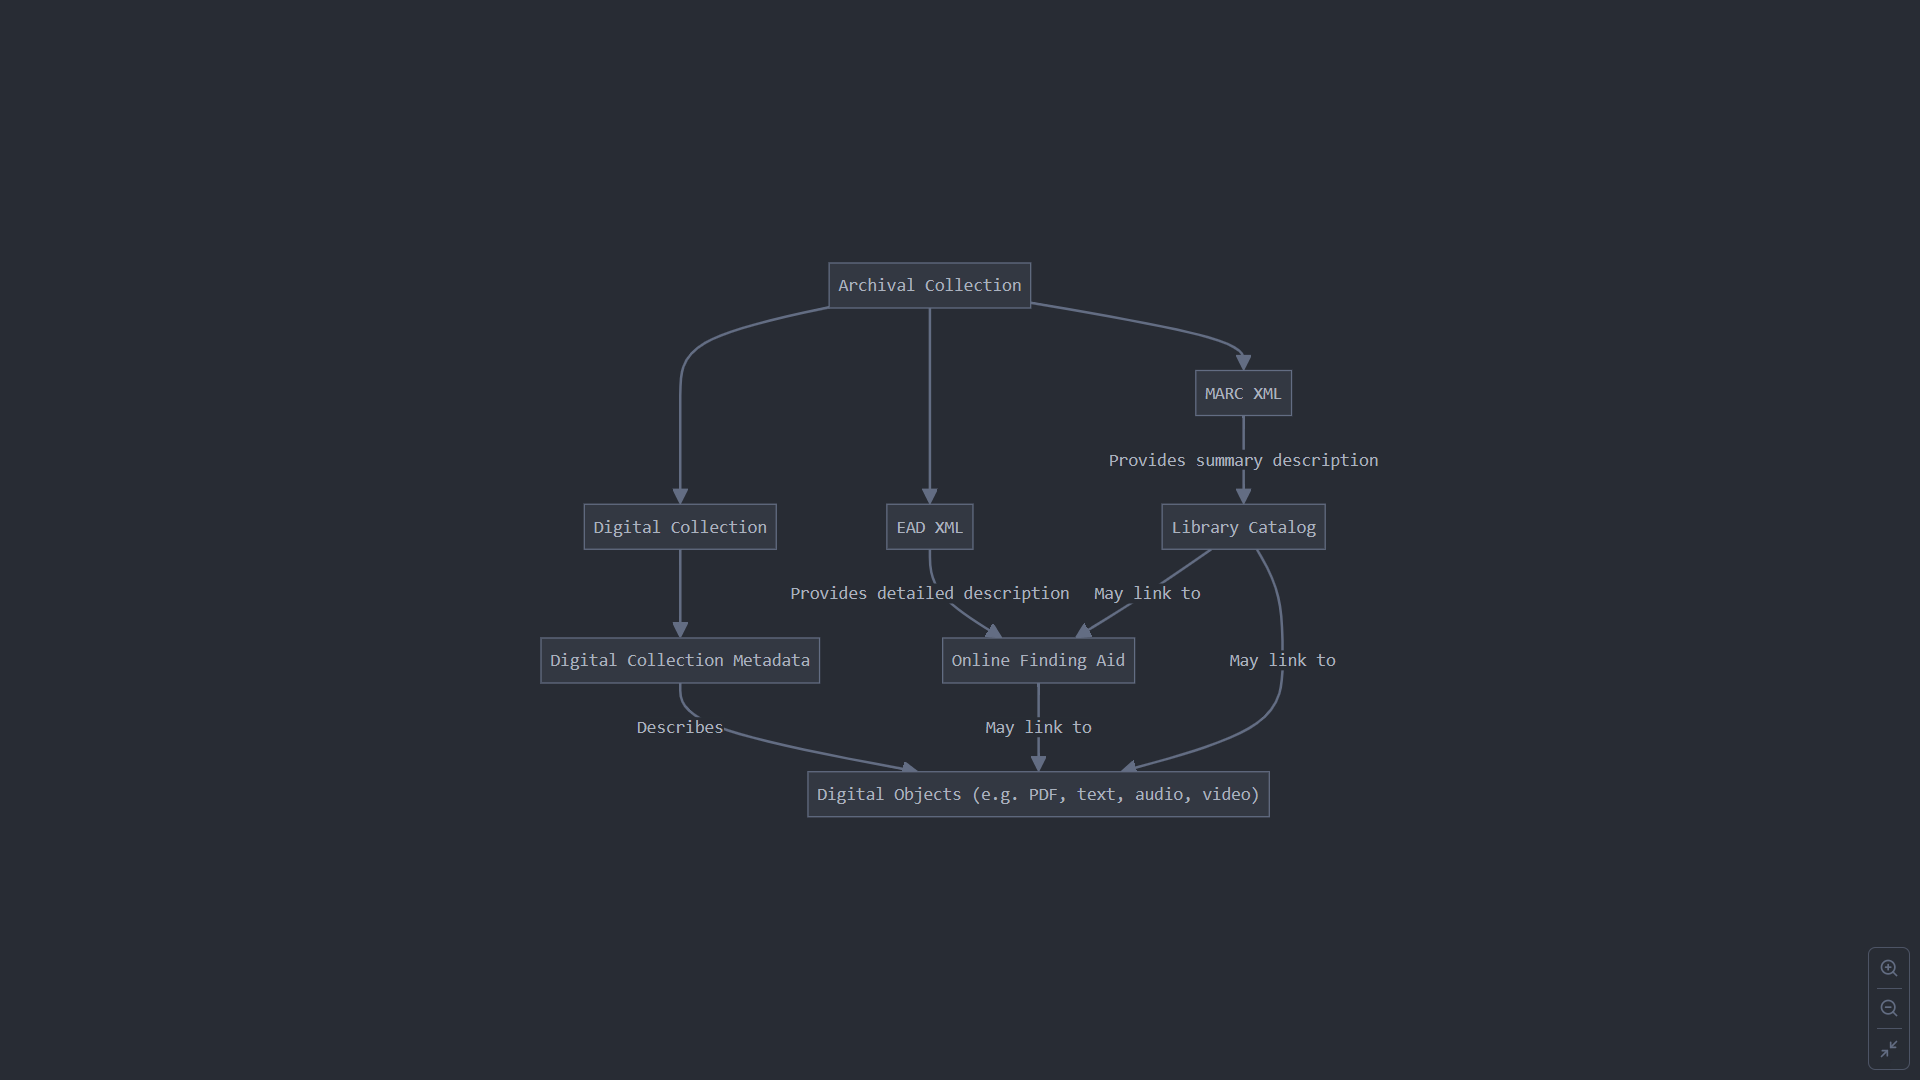 Archival Collection
MARC XML
Provides summary description
Digital Collection
EAD XML
Library Catalog
Provides detailed description
May link to
Digital Collection Metadata
Online Finding Aid
May link to
Describes
May link to
Digital Objects (e.g. PDF, text, audio, video)